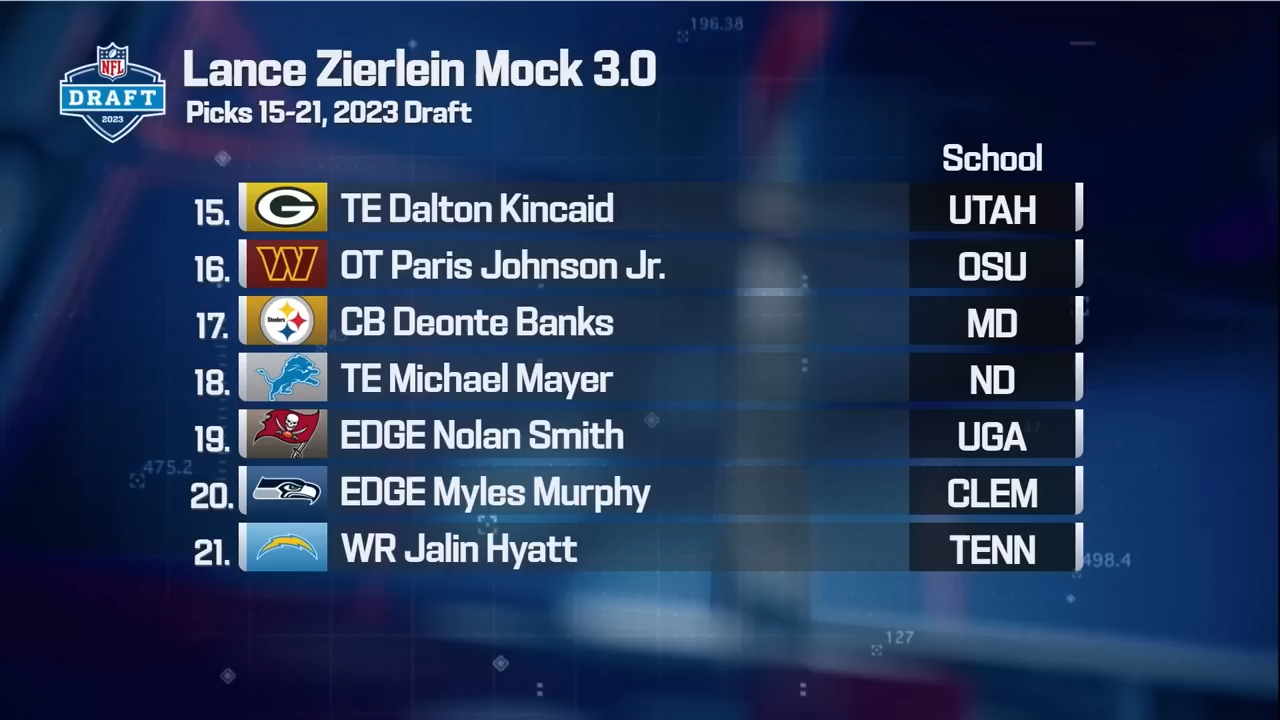 196.38
NFL
DRAFT
2023
Lance Zierlein Mock 3.0
Picks 15-21, 2023 Draft
School
15. G TE Dalton Kincaid UTAH
16. W OT Paris Johnson Jr. OSU
17. Steelers CB Deonte Banks MD
18. TE Michael Mayer ND
19. EDGE Nolan Smith UGA
475.2
20. EDGE Myles Murphy CLEM
21. WR Jalin Hyatt TENN
498.4
127